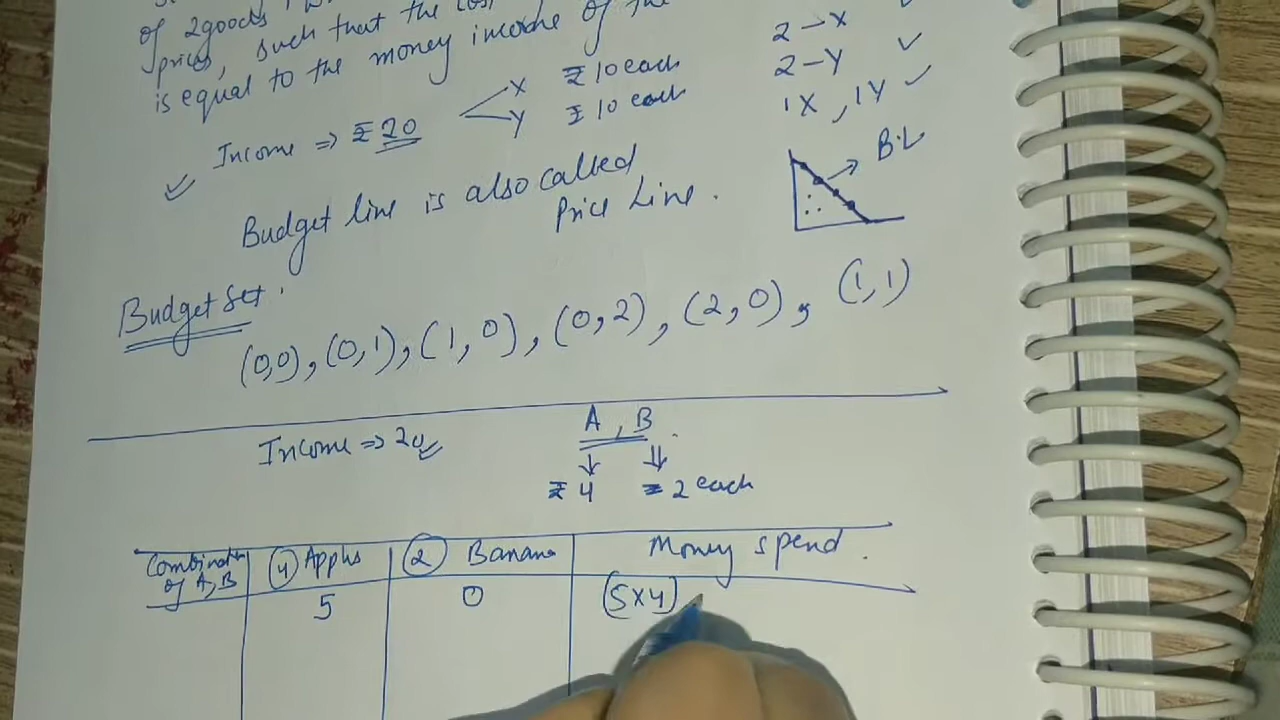 of 2goods
prices, such that the cost
is equal to the money income of the
Income => ₹ 20
X ₹ 10 each
Y ₹ 10 each
2 - X
2 - Y ✓
1X , 1Y ✓
B.L
Budget line is also called
Price Line .
Budget Set :
(0,0), (0,1), (1,0), (0,2), (2,0), (1,1)
Income => 20
A , B
₹ 4 ₹ 2 each
Combination of A, B
④ Apples
② Banana
Money spend .
5 0 (5x4)